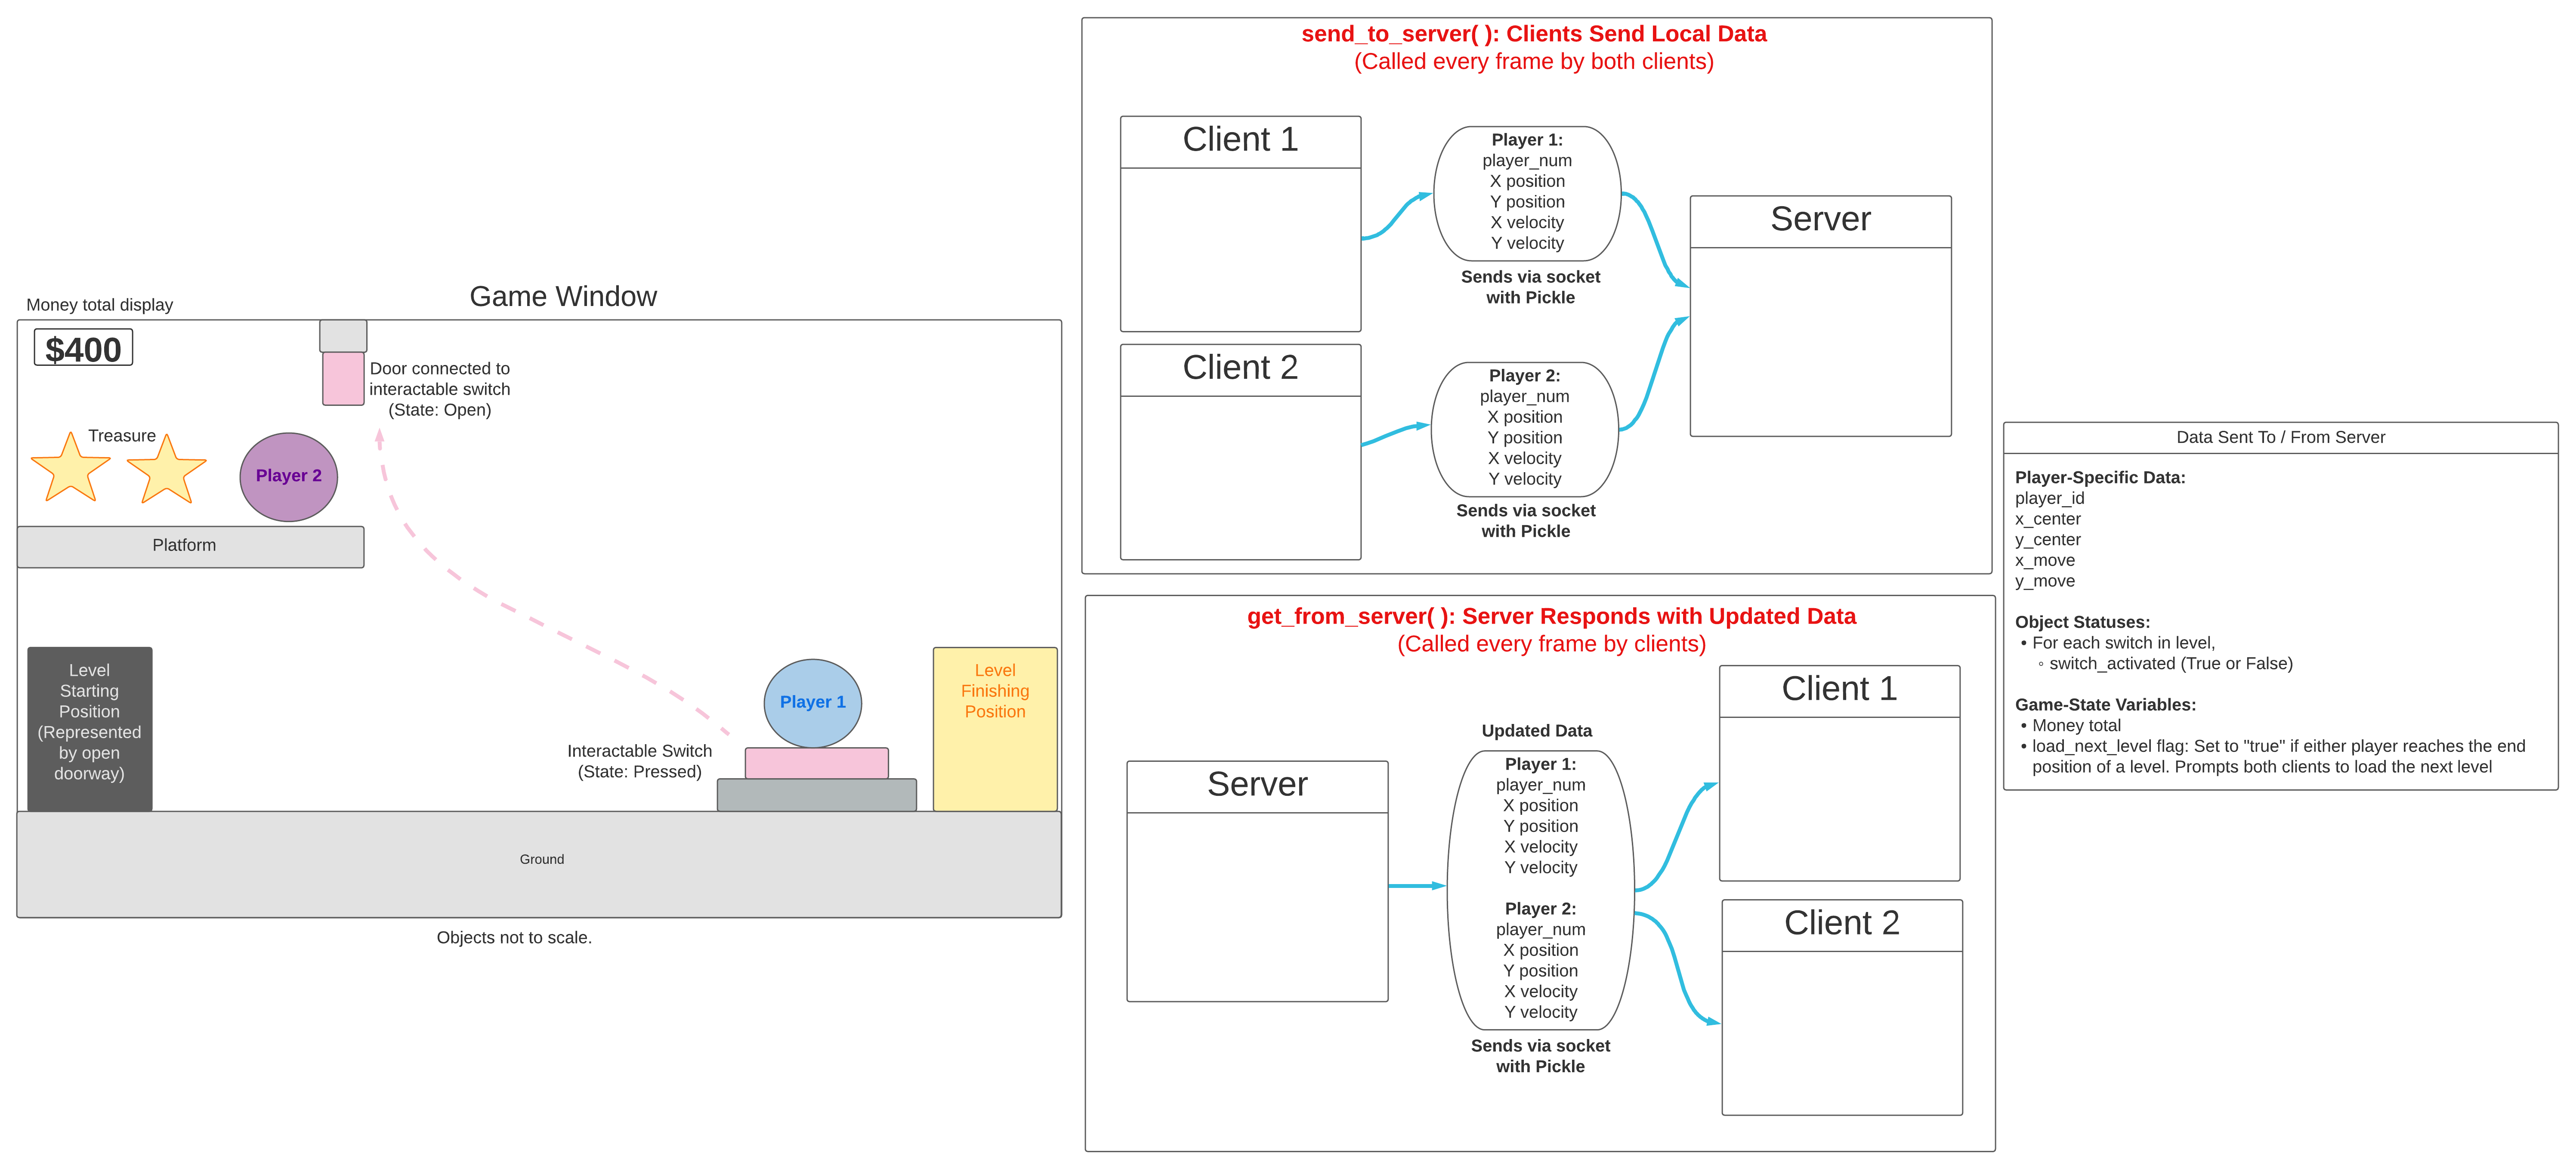 Game Window
Money total display
$400
Door connected to
interactable switch
(State: Open)
Treasure
Player 2
Platform
Level
Starting
Position
(Represented
by open
doorway)
Player 1
Interactable Switch
(State: Pressed)
Level
Finishing
Position
Ground
Objects not to scale.
send_to_server( ): Clients Send Local Data
(Called every frame by both clients)
Client 1
Player 1:
player_num
X position
Y position
X velocity
Y velocity
Sends via socket
with Pickle
Server
Client 2
Player 2:
player_num
X position
Y position
X velocity
Y velocity
Sends via socket
with Pickle
get_from_server( ): Server Responds with Updated Data
(Called every frame by clients)
Server
Updated Data
Player 1:
player_num
X position
Y position
X velocity
Y velocity
Player 2:
player_num
X position
Y position
X velocity
Y velocity
Sends via socket
with Pickle
Client 1
Client 2
Data Sent To / From Server
Player-Specific Data:
player_id
x_center
y_center
x_move
y_move
Object Statuses:
• For each switch in level,
◦ switch_activated (True or False)
Game-State Variables:
• Money total
• load_next_level flag: Set to "true" if either player reaches the end
position of a level. Prompts both clients to load the next level